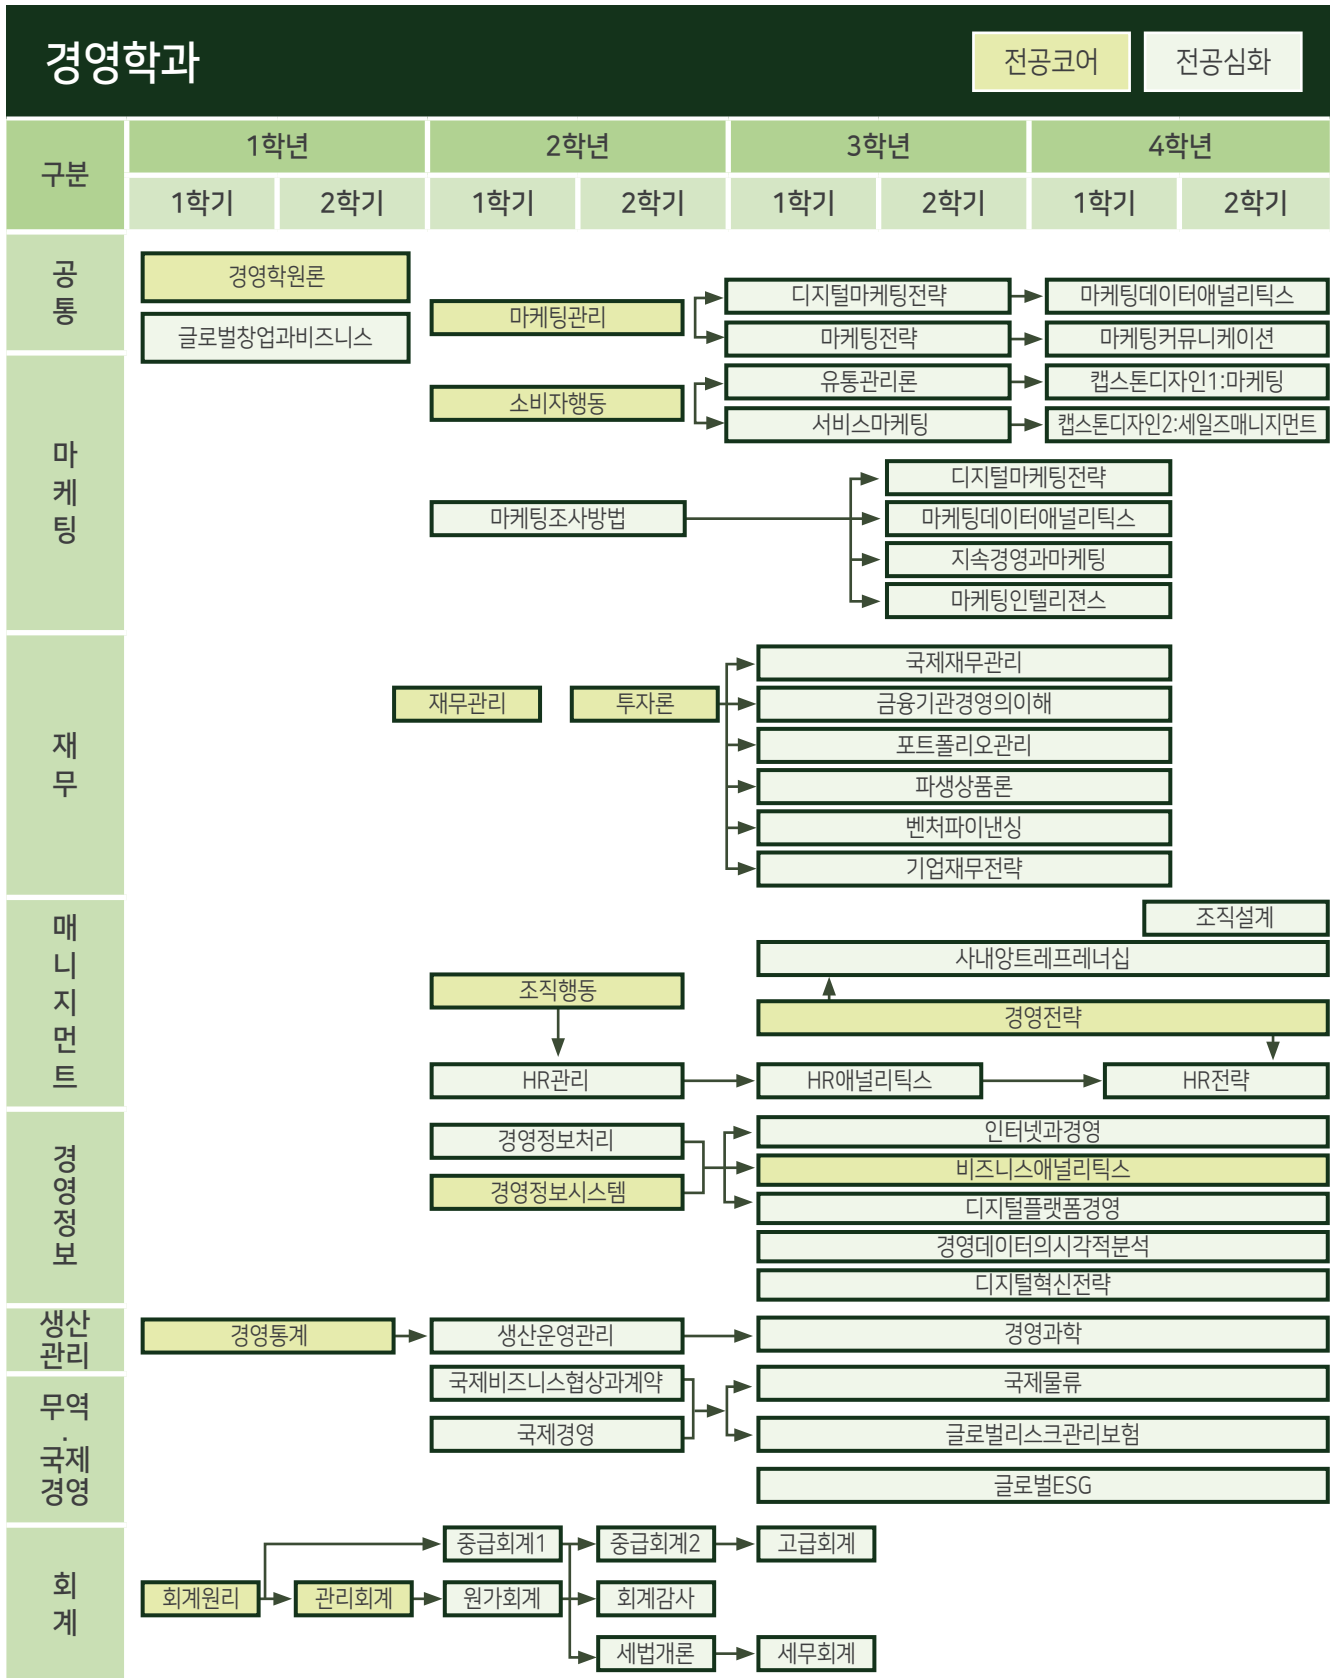 경영학과
전공코어
전공심화
구분
1학년
2학년
3학년
4학년
1학기
2학기
1학기
2학기
1학기
2학기
1학기
2학기
공
통
경영학원론
글로벌창업과비즈니스
마
케
팅
마케팅관리
디지털마케팅전략
마케팅데이터애널리틱스
마케팅전략
마케팅커뮤니케이션
소비자행동
유통관리론
캡스톤디자인1:마케팅
서비스마케팅
캡스톤디자인2:세일즈매니지먼트
마케팅조사방법
디지털마케팅전략
마케팅데이터애널리틱스
지속경영과마케팅
마케팅인텔리젼스
재
무
재무관리
투자론
국제재무관리
금융기관경영의이해
포트폴리오관리
파생상품론
벤처파이낸싱
기업재무전략
매
니
지
먼
트
조직설계
사내앙트레프레너십
조직행동
경영전략
HR관리
HR애널리틱스
HR전략
경
영
정
보
경영정보처리
경영정보시스템
인터넷과경영
비즈니스애널리틱스
디지털플랫폼경영
경영데이터의시각적분석
디지털혁신전략
생산
관리
경영통계
생산운영관리
경영과학
무역
·
국제
경영
국제비즈니스협상과계약
국제물류
국제경영
글로벌리스크관리보험
글로벌ESG
회
계
중급회계1
중급회계2
고급회계
회계원리
관리회계
원가회계
회계감사
세법개론
세무회계